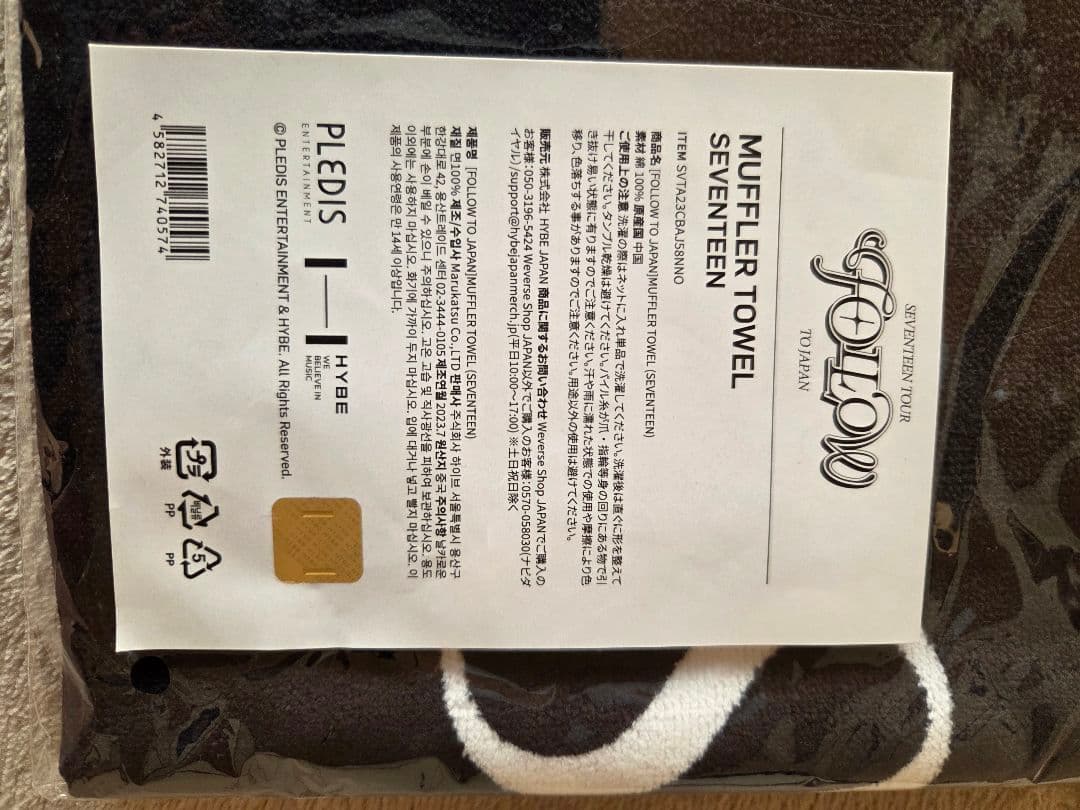 SEVENTEEN TOUR
FOLLOW
TO JAPAN
MUFFLER TOWEL
SEVENTEEN
ITEM SVTA23CBAJS8NNO
商品名 [FOLLOW TO JAPAN]MUFFLER TOWEL (SEVENTEEN)
素材 綿 100% 原産国 中国
ご使用上の注意 洗濯の際はネットに入れ単品で洗濯してください。洗濯後は直ぐに形を整えて
干してください。タンブル乾燥は避けてください。パイル糸が爪・指輪等身の回りにある物で引
き抜け易い状態に有りますのでご注意ください。汗や雨に濡れた状態での使用や摩擦により色
移り、色落ちする事がありますのでご注意ください。用途以外の使用は避けてください。
販売元 株式会社 HYBE JAPAN 商品に関するお問い合わせ Weverse Shop JAPANでご購入の
お客様:050-3196-5424 Weverse Shop JAPAN以外でご購入のお客様:0570-058030(ナビダ
イヤル)/support@hybejapanmerch.jp(平日10:00～17:00) ※土日祝日除く
제품명 [FOLLOW TO JAPAN]MUFFLER TOWEL (SEVENTEEN)
재질 면100% 제조/수입사 Marukatsu Co.,LTD 판매사 주식회사 하이브 서울특별시 용산구
한강대로 42, 용산트레이드 센터 02-3444-0105 제조연월 2023.7 원산지 중국 주의사항 날카로운
부분에 손이 베일 수 있으니 주의하십시오. 고온 고습 및 직사광선을 피하여 보관하십시오. 용도
이외에는 사용하지 마십시오. 화기에 가까이 두지 마십시오. 입에 대거나 넣고 빨지 마십시오. 이
제품의 사용연령은 만 14세 이상입니다.
PLEDIS
ENTERTAINMENT
HYBE
WE
BELIEVE IN
MUSIC
© PLEDIS ENTERTAINMENT & HYBE. All Rights Reserved.
4 582712 740574
プラ
外装
비닐류
PP
5
PP